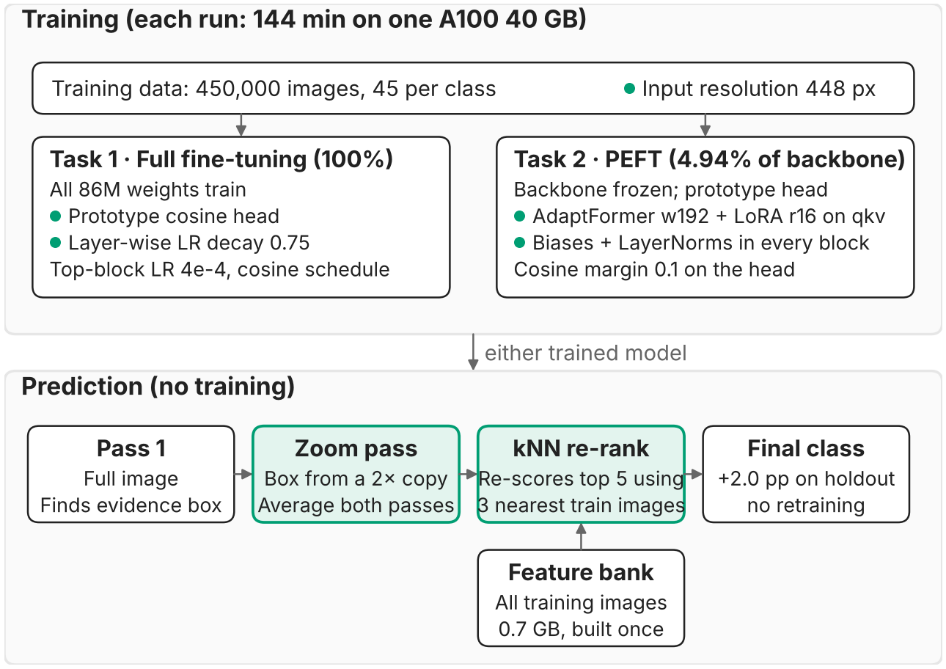 Training (each run: 144 min on one A100 40 GB)
Training data: 450,000 images, 45 per class
Input resolution 448 px
Task 1 · Full fine-tuning (100%)
All 86M weights train
Prototype cosine head
Layer-wise LR decay 0.75
Top-block LR 4e-4, cosine schedule
Task 2 · PEFT (4.94% of backbone)
Backbone frozen; prototype head
AdaptFormer w192 + LoRA r16 on qkv
Biases + LayerNorms in every block
Cosine margin 0.1 on the head
either trained model
Prediction (no training)
Pass 1
Full image
Finds evidence box
Zoom pass
Box from a 2× copy
Average both passes
kNN re-rank
Re-scores top 5 using
3 nearest train images
Final class
+2.0 pp on holdout
no retraining
Feature bank
All training images
0.7 GB, built once